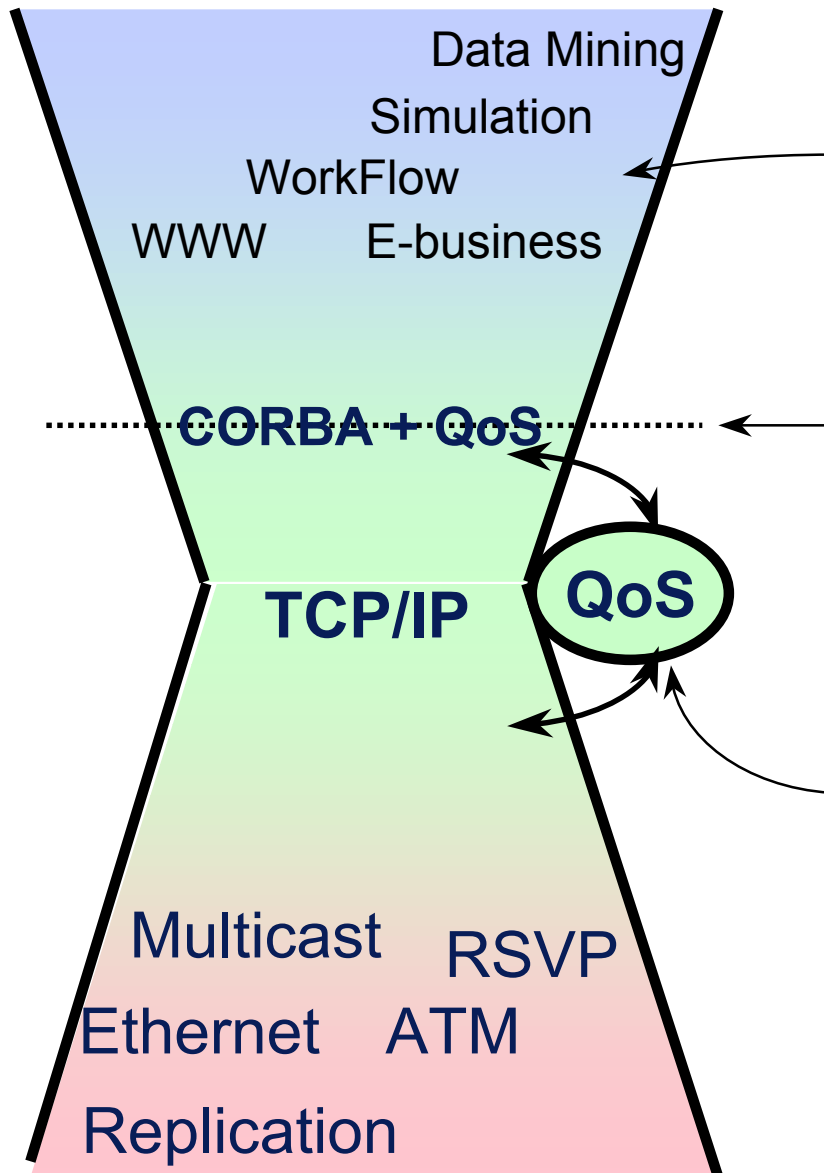 Data Mining
Simulation
WorkFlow
WWW E-business
CORBA + QoS
TCP/IP QoS
Multicast RSVP
Ethernet ATM
Replication